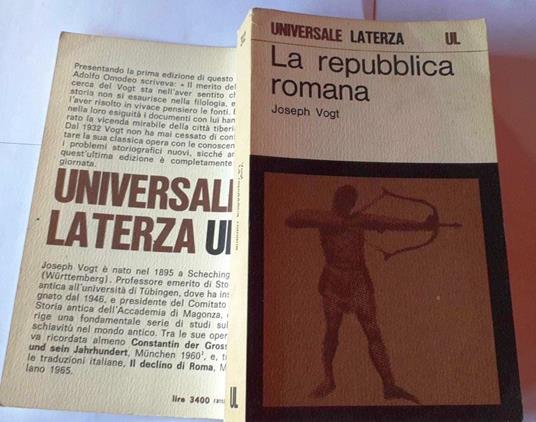 Presentando la prima edizione di questo
Adolfo Omodeo scriveva: « Il merito del
cerca del Vogt sta nell'aver sentito ch
storia non si esaurisce nella filologia, e
l'aver risolto in vivace pensiero le fonti. I
nella loro esiguità i documenti con lui han
rato la vicenda mirabile della città tiberi
Dal 1932 Vogt non ha mai cessato di con
tare la sua classica opera con le conoscen
i problemi storiografici nuovi, sicché a
quest'ultima edizione è completamente
giornata.
UNIVERSALE
LATERZA UL
Joseph Vogt è nato nel 1895 a Scheching
(Württemberg). Professore emerito di Sto
antica all'università di Tübingen, dove ha ins
gnato dal 1946, e presidente del Comitato
Storia antica dell'Accademia di Magonza,
rige una fondamentale serie di studi sul
schiavitù nel mondo antico. Tra le sue oper
va ricordata almeno Constantin der Gross
und sein Jahrhundert, München 1960¹, e, tr
le traduzioni italiane, Il declino di Roma, M
lano 1965.
lire 3400
UL
UNIVERSALE LATERZA UL
La repubblica
romana
Joseph Vogt